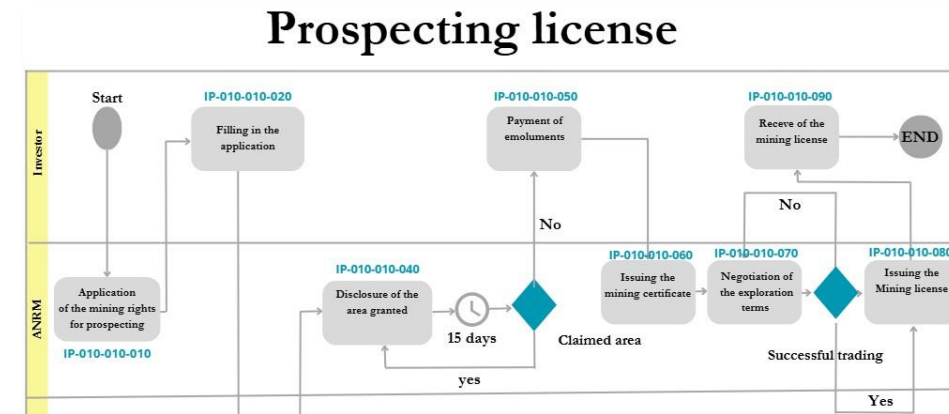 Prospecting license
Investor
Start
IP-010-010-020
Filling in the
application
IP-010-010-050
Payment of
emoluments
IP-010-010-090
Receve of the
mining license
END
No
No
ANRM
Application
of the mining rights
for prospecting
IP-010-010-010
IP-010-010-040
Disclosure of the
area granted
15 days
Claimed area
yes
IP-010-010-060
Issuing the
mining certificate
IP-010-010-070
Negotiation of
the exploration
terms
Successful trading
IP-010-010-080
Issuing the
Mining license
Yes